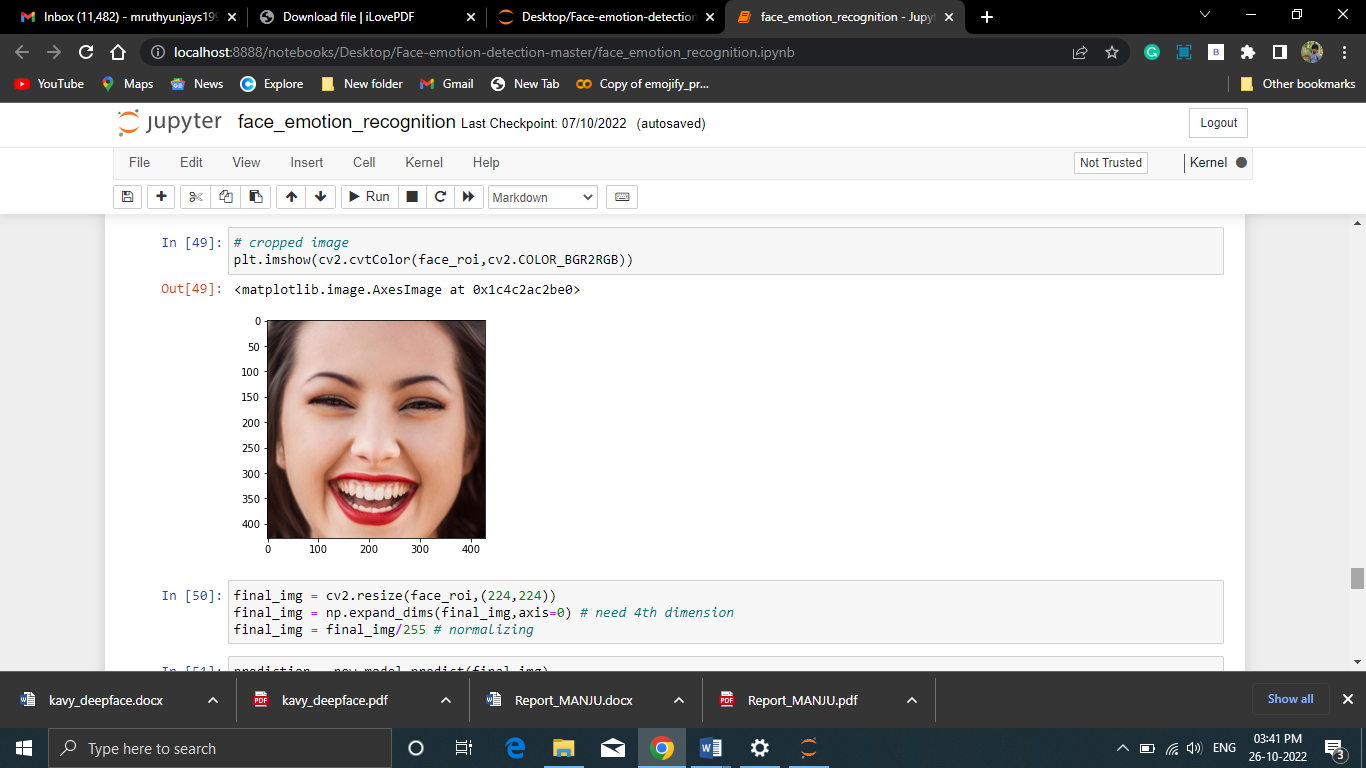 Inbox (11,482) - mruthyunjays199
Download file | iLovePDF
Desktop/Face-emotion-detection
face_emotion_recognition - Jupy
localhost:8888/notebooks/Desktop/Face-emotion-detection-master/face_emotion_recognition.ipynb
YouTube Maps News Explore New folder Gmail New Tab Copy of emojify_pr... Other bookmarks
jupyter face_emotion_recognition Last Checkpoint: 07/10/2022 (autosaved) Logout
File Edit View Insert Cell Kernel Help Not Trusted Kernel
Run Markdown
In [49]: # cropped image
plt.imshow(cv2.cvtColor(face_roi,cv2.COLOR_BGR2RGB))
Out[49]: <matplotlib.image.AxesImage at 0x1c4c2ac2be0>
0
50
100
150
200
250
300
350
400
0 100 200 300 400
In [50]: final_img = cv2.resize(face_roi,(224,224))
final_img = np.expand_dims(final_img,axis=0) # need 4th dimension
final_img = final_img/255 # normalizing
kavy_deepface.docx
kavy_deepface.pdf
Report_MANJU.docx
Report_MANJU.pdf
Show all
Type here to search
ENG
03:41 PM
26-10-2022
3